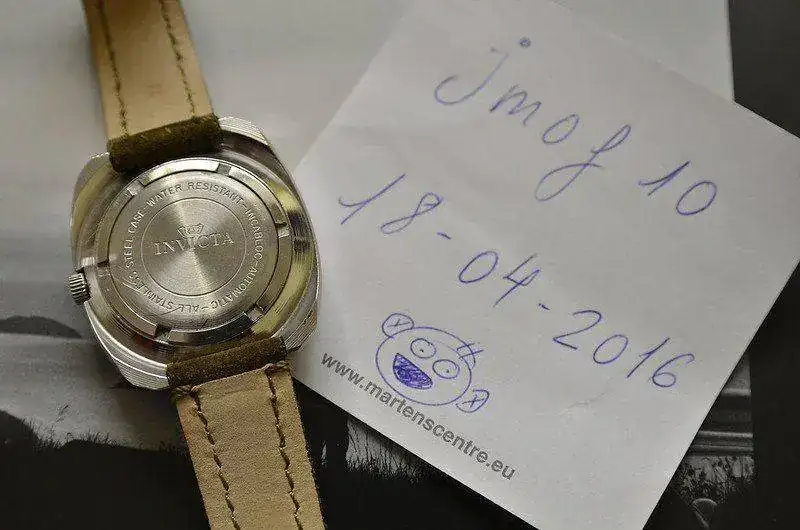 INVICTA
WATER RESISTANT-INCABLOC-AUTOMATIC-ALL STAINLESS STEEL CASE-
jmof 10
18-04-2016
www.martenscentre.eu